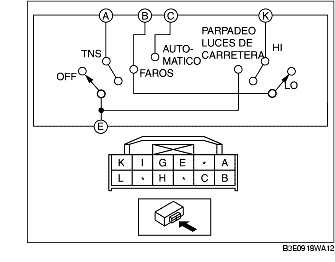 A B C K
TNS
AUTO-
MATICO
PARPADEO
LUCES DE
CARRETERA
HI
OFF
FAROS
LO
E
K I G E * A
L * H * C B
B3E0918WA12